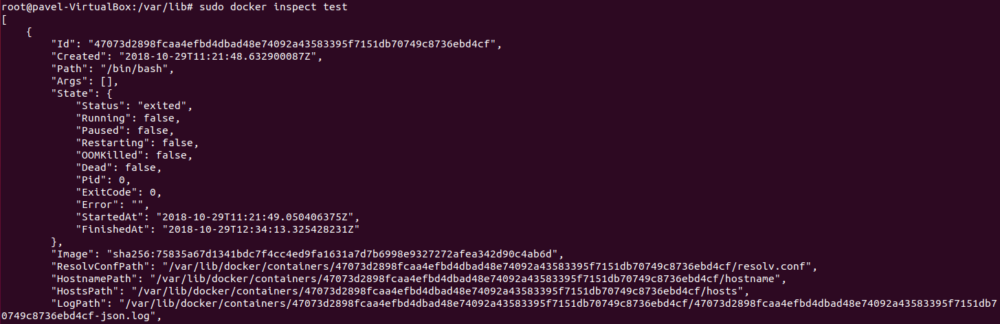 root@pavel-VirtualBox:/var/lib# sudo docker inspect test
[
    {
        "Id": "47073d2898fcaa4efbd4dbad48e74092a43583395f7151db70749c8736ebd4cf",
        "Created": "2018-10-29T11:21:48.632900087Z",
        "Path": "/bin/bash",
        "Args": [],
        "State": {
            "Status": "exited",
            "Running": false,
            "Paused": false,
            "Restarting": false,
            "OOMKilled": false,
            "Dead": false,
            "Pid": 0,
            "ExitCode": 0,
            "Error": "",
            "StartedAt": "2018-10-29T11:21:49.050406375Z",
            "FinishedAt": "2018-10-29T12:34:13.325428231Z"
        },
        "Image": "sha256:75835a67d1341bdc7f4cc4ed9fa1631a7d7b6998e9327272afea342d90c4ab6d",
        "ResolvConfPath": "/var/lib/docker/containers/47073d2898fcaa4efbd4dbad48e74092a43583395f7151db70749c8736ebd4cf/resolv.conf",
        "HostnamePath": "/var/lib/docker/containers/47073d2898fcaa4efbd4dbad48e74092a43583395f7151db70749c8736ebd4cf/hostname",
        "HostsPath": "/var/lib/docker/containers/47073d2898fcaa4efbd4dbad48e74092a43583395f7151db70749c8736ebd4cf/hosts",
        "LogPath": "/var/lib/docker/containers/47073d2898fcaa4efbd4dbad48e74092a43583395f7151db70749c8736ebd4cf/47073d2898fcaa4efbd4dbad48e74092a43583395f7151db7
0749c8736ebd4cf-json.log",